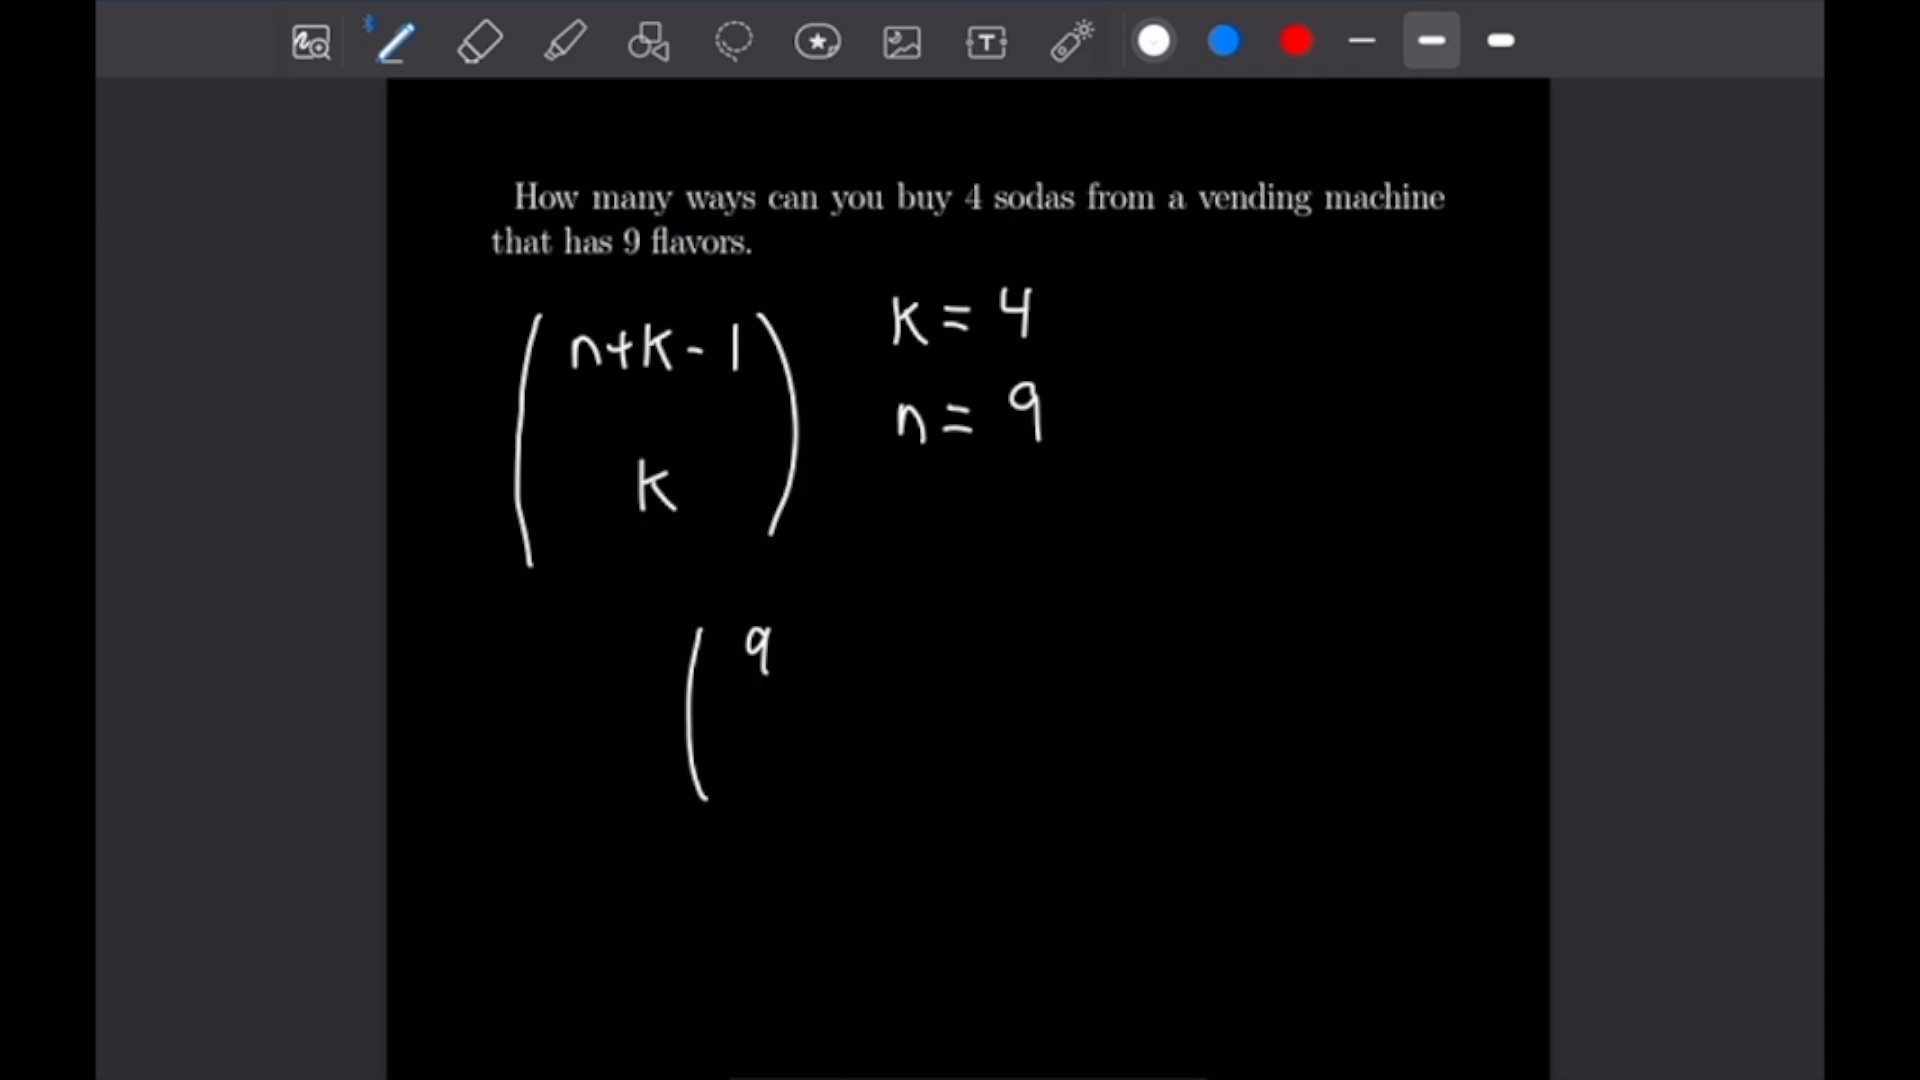 How many ways can you buy 4 sodas from a vending machine
that has 9 flavors.
(n+k-1
k)
k = 4
n = 9
(9